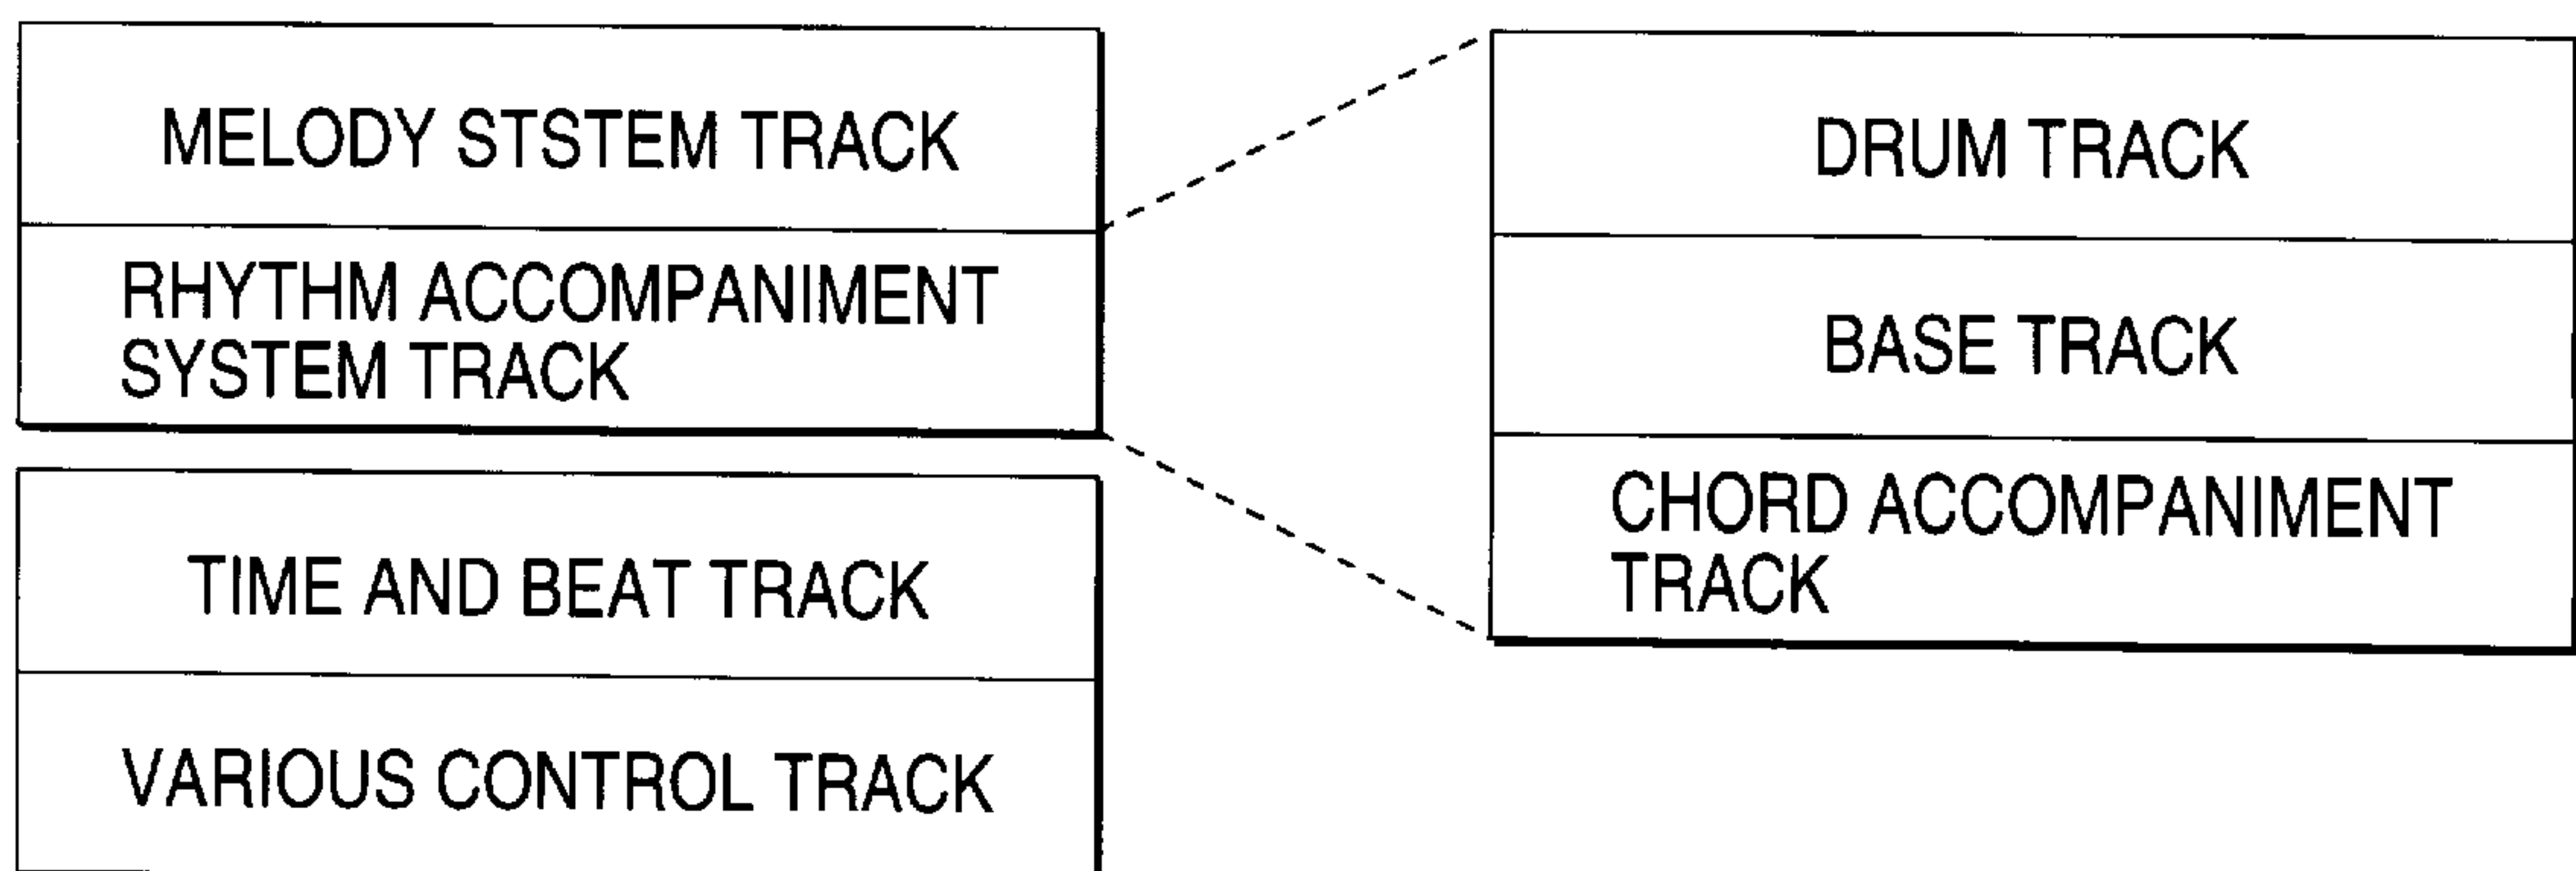 MELODY STSTEM TRACK
RHYTHM ACCOMPANIMENT
SYSTEM TRACK
TIME AND BEAT TRACK
VARIOUS CONTROL TRACK
DRUM TRACK
BASE TRACK
CHORD ACCOMPANIMENT
TRACK